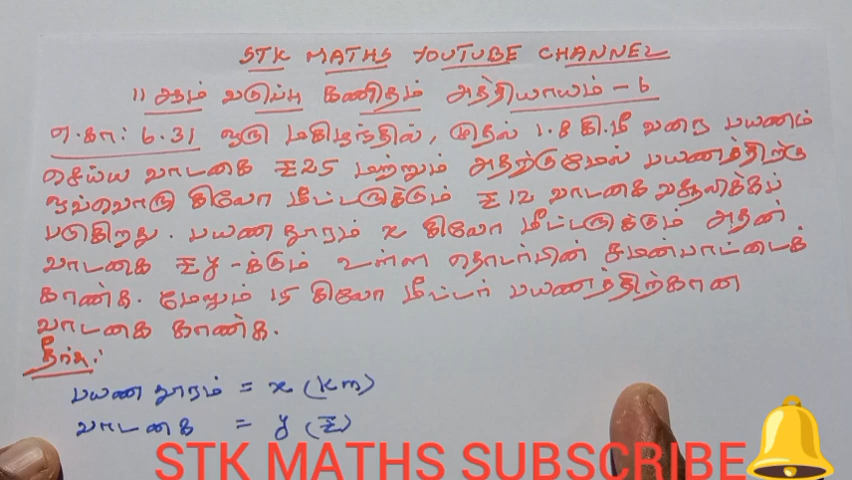 STK MATHS YOUTUBE CHANNEL
11 ஆம் வகுப்பு கணிதம் அத்தியாயம் - 6
எ.கா: 6.31 ஒரு மகிழுந்தில், முதல் 1.8 கி.மீ வரை பயணம்
செய்ய வாடகை ₹25 மற்றும் அதற்குமேல் பயணத்திற்கு
ஒவ்வொரு கிலோ மீட்டருக்கும் ₹12 வாடகை வசூலிக்கப்
படுகிறது. பயண தூரம் x கிலோ மீட்டருக்கும் அதன்
வாடகை ₹y-க்கும் உள்ள தொடர்பின் சமன்பாட்டைக்
காண்க. மேலும் 15 கிலோ மீட்டர் பயணத்திற்கான
வாடகை காண்க.
தீர்வு:
பயண தூரம் = x (km)
வாடகை = y (₹)
STK MATHS SUBSCRIBE